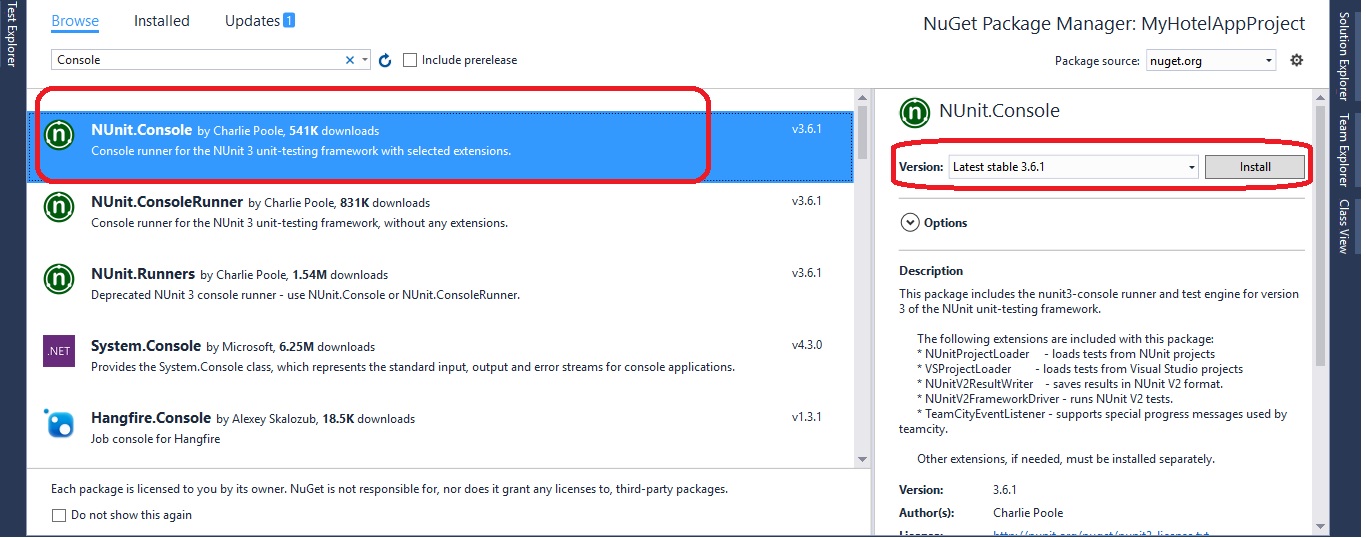 Test Explorer
Browse Installed Updates 1
NuGet Package Manager: MyHotelAppProject
Console
Include prerelease
Package source: nuget.org
NUnit.Console by Charlie Poole, 541K downloads v3.6.1
Console runner for the NUnit 3 unit-testing framework with selected extensions.
NUnit.ConsoleRunner by Charlie Poole, 831K downloads v3.6.1
Console runner for the NUnit 3 unit-testing framework, without any extensions.
NUnit.Runners by Charlie Poole, 1.54M downloads v3.6.1
Deprecated NUnit 3 console runner - use NUnit.Console or NUnit.ConsoleRunner.
.NET
System.Console by Microsoft, 6.25M downloads v4.3.0
Provides the System.Console class, which represents the standard input, output and error streams for console applications.
Hangfire.Console by Alexey Skalozub, 18.5K downloads v1.3.1
Job console for Hangfire
Each package is licensed to you by its owner. NuGet is not responsible for, nor does it grant any licenses to, third-party packages.
Do not show this again
n NUnit.Console
Version: Latest stable 3.6.1 Install
Options
Description
This package includes the nunit3-console runner and test engine for version
3 of the NUnit unit-testing framework.
The following extensions are included with this package:
* NUnitProjectLoader - loads tests from NUnit projects
* VSProjectLoader - loads tests from Visual Studio projects
* NUnitV2ResultWriter - saves results in NUnit V2 format.
* NUnitV2FrameworkDriver - runs NUnit V2 tests.
* TeamCityEventListener - supports special progress messages used by
teamcity.
Other extensions, if needed, must be installed separately.
Version: 3.6.1
Author(s): Charlie Poole
License: http://nunit.org/nuget/nunit3-license.txt
Solution Explorer
Team Explorer
Class View